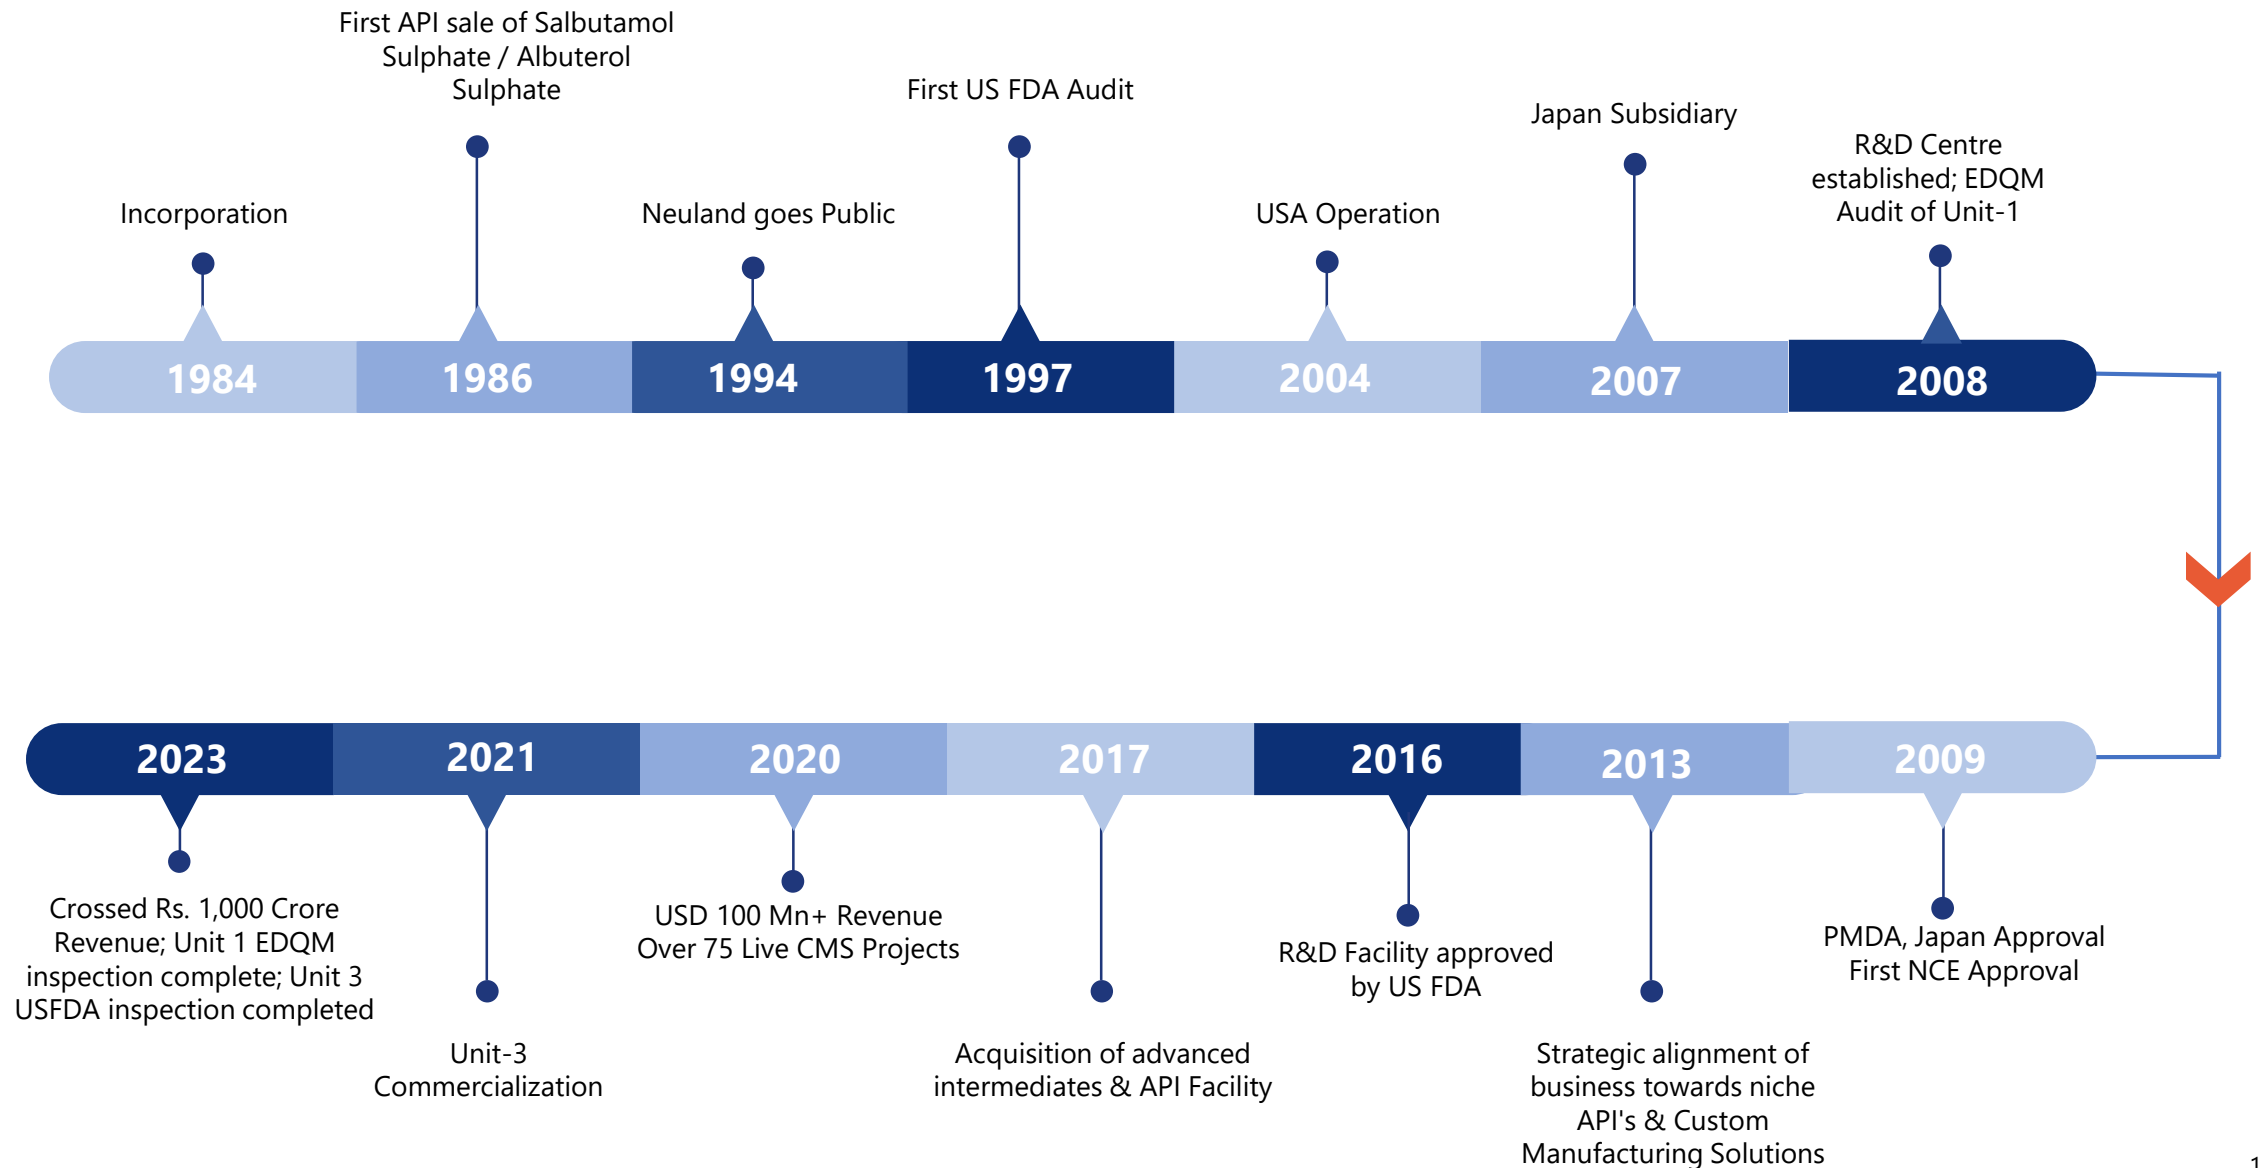 First API sale of Salbutamol
Sulphate / Albuterol
Sulphate
First US FDA Audit
Japan Subsidiary
R&D Centre
established; EDQM
Audit of Unit-1
Incorporation
Neuland goes Public
USA Operation
1984
1986
1994
1997
2004
2007
2008
2023
2021
2020
2017
2016
2013
2009
Crossed Rs. 1,000 Crore
Revenue; Unit 1 EDQM
inspection complete; Unit 3
USFDA inspection completed
Unit-3
Commercialization
USD 100 Mn+ Revenue
Over 75 Live CMS Projects
Acquisition of advanced
intermediates & API Facility
R&D Facility approved
by US FDA
Strategic alignment of
business towards niche
API's & Custom
Manufacturing Solutions
PMDA, Japan Approval
First NCE Approval